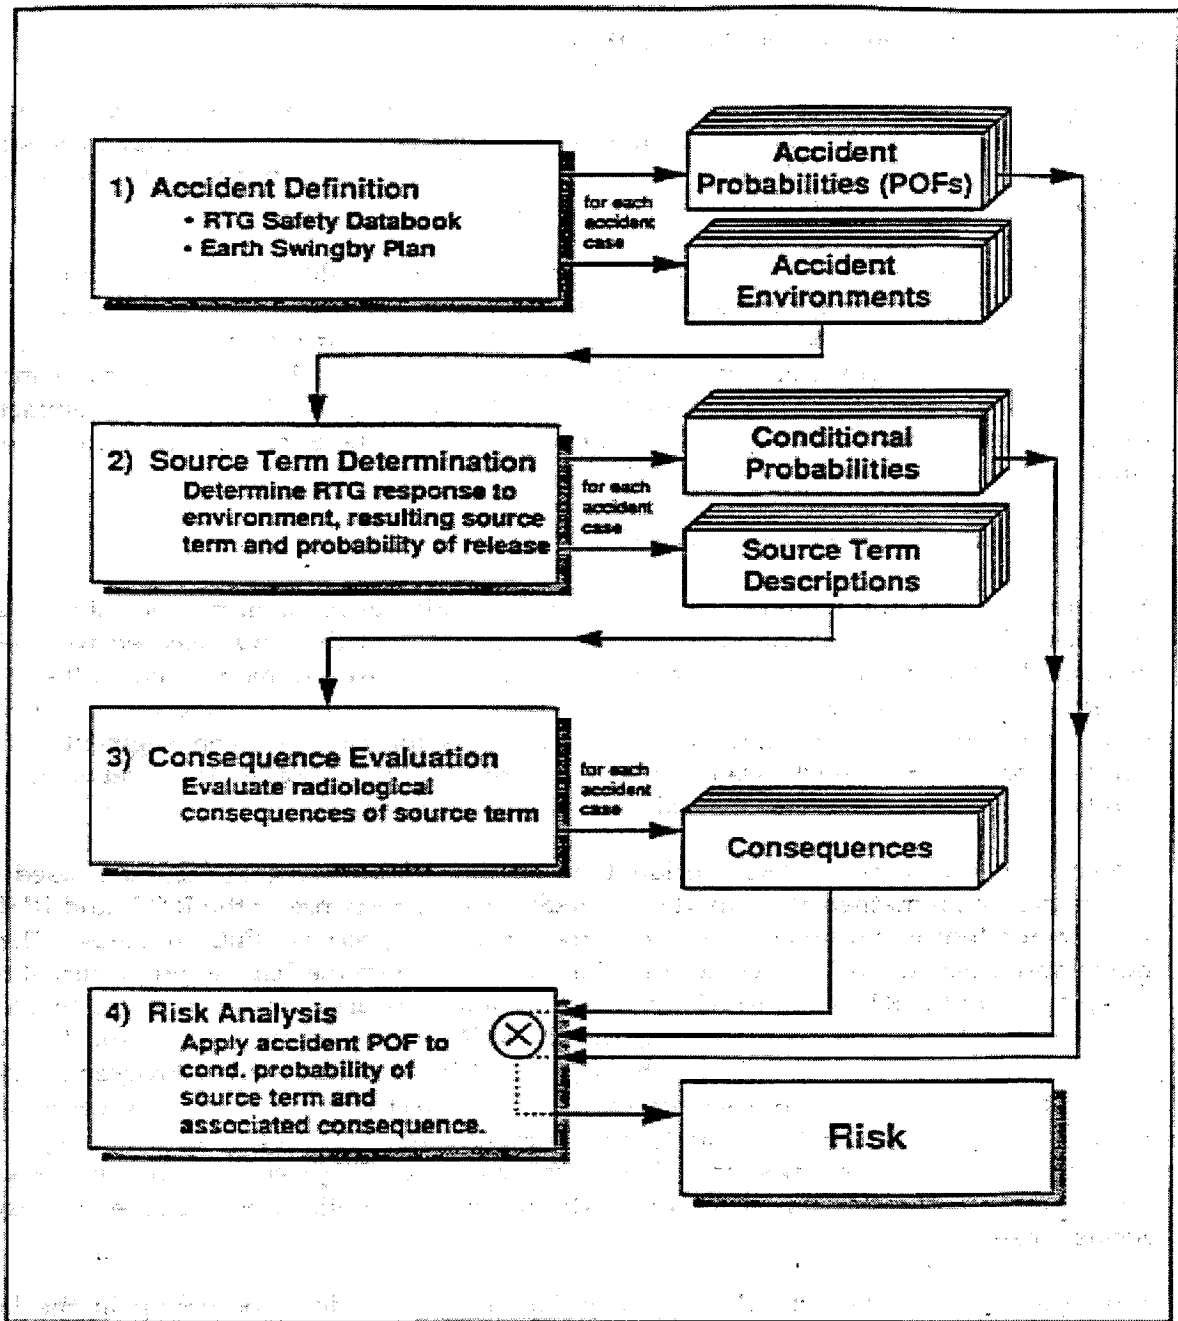 1) Accident Definition
• RTG Safety Databook
• Earth Swingby Plan
for each
accident
case
Accident
Probabilities (POFs)
Accident
Environments
2) Source Term Determination
Determine RTG response to
environment, resulting source
term and probability of release
for each
accident
case
Conditional
Probabilities
Source Term
Descriptions
3) Consequence Evaluation
Evaluate radiological
consequences of source term
for each
accident
case
Consequences
4) Risk Analysis
Apply accident POF to
cond. probability of
source term and
associated consequence.
Risk